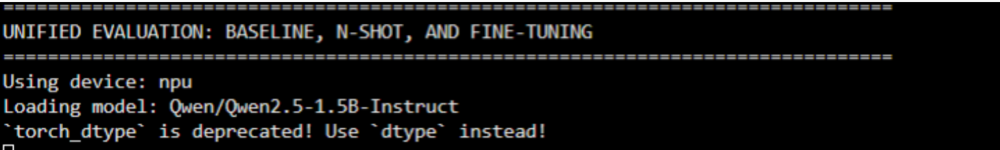 ================================================================================
UNIFIED EVALUATION: BASELINE, N-SHOT, AND FINE-TUNING
================================================================================
Using device: npu
Loading model: Qwen/Qwen2.5-1.5B-Instruct
`torch_dtype` is deprecated! Use `dtype` instead!